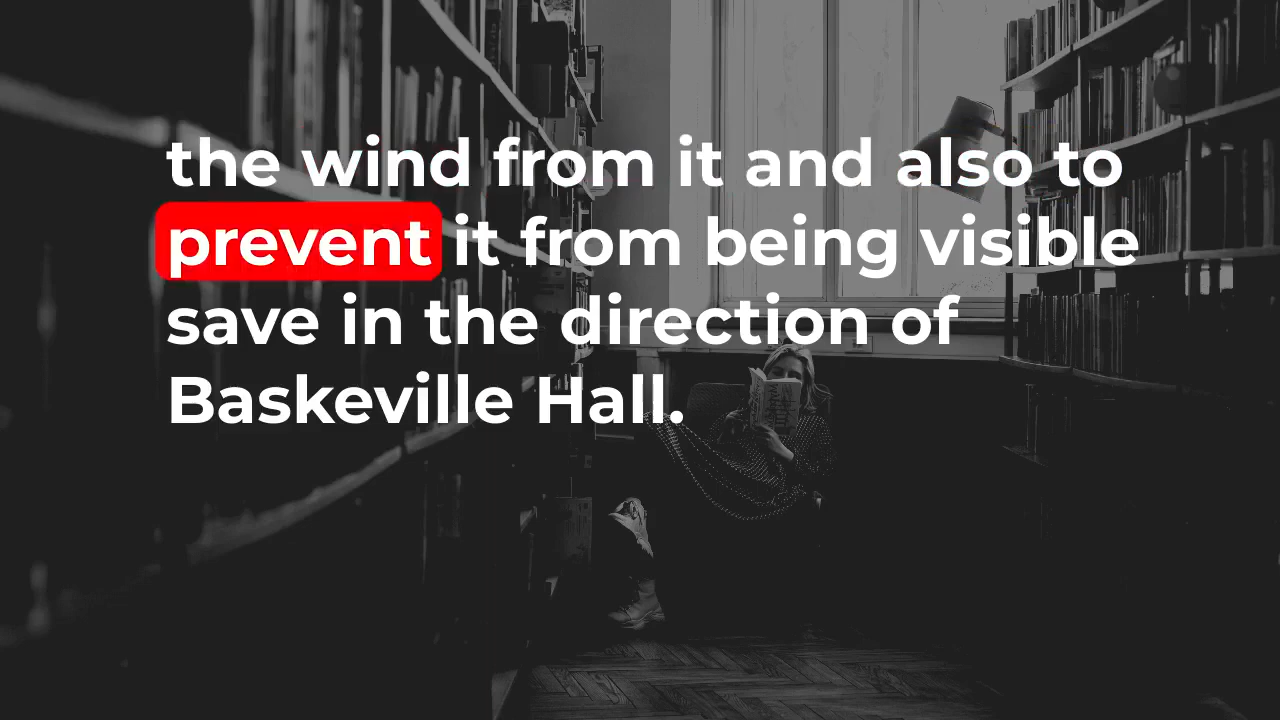 the wind from it and also to
prevent it from being visible
save in the direction of
Baskeville Hall.